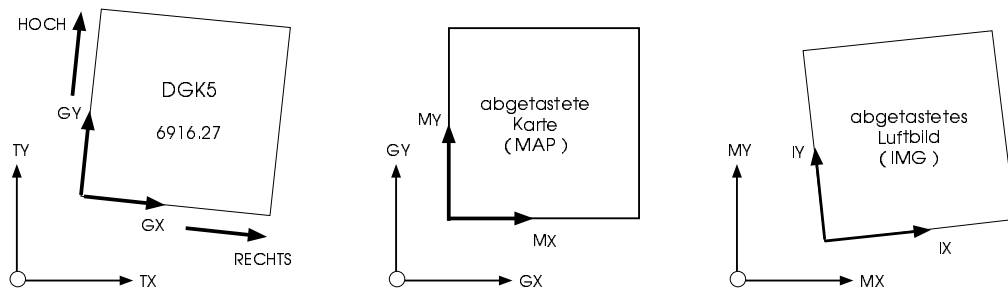 HOCH
DGK5
6916.27
GY
TY
GX
RECHTS
TX
abgetastete
Karte
( MAP )
MY
GY
MX
GX
abgetastetes
Luftbild
( IMG )
IY
MY
IX
MX